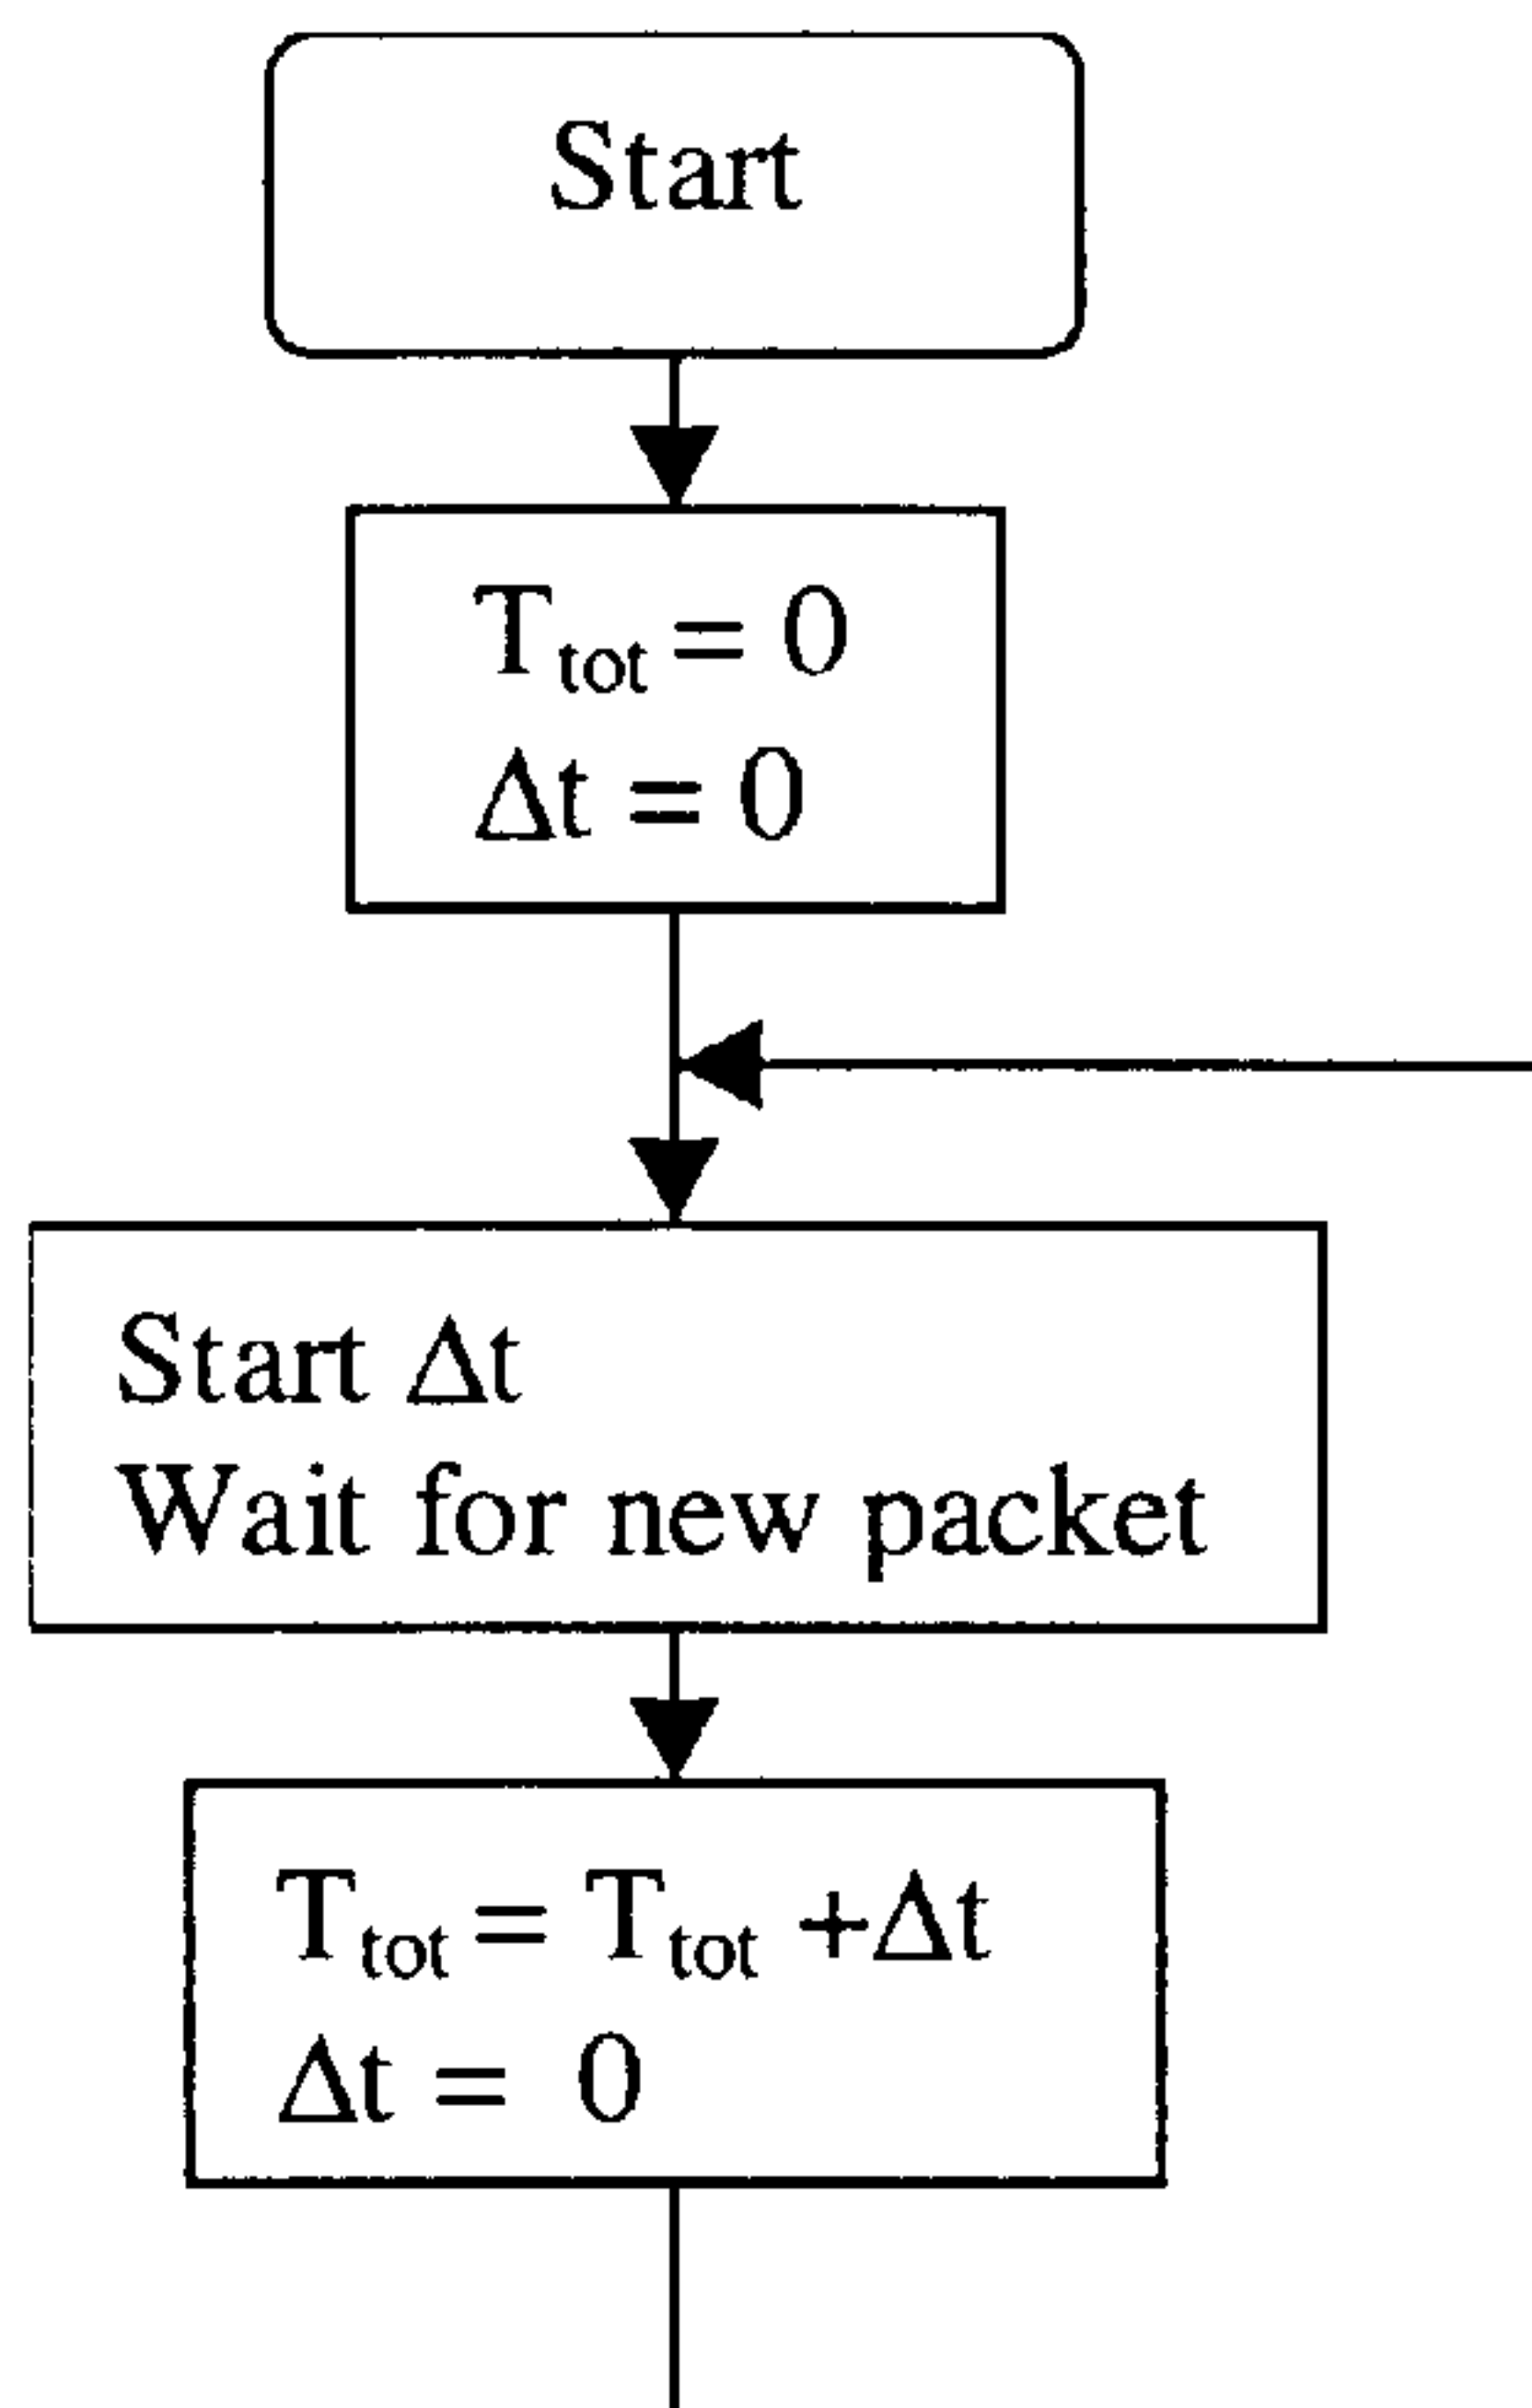 Start
T_tot = 0
Δt = 0
Start Δt
Wait for new packet
T_tot = T_tot +Δt
Δt = 0